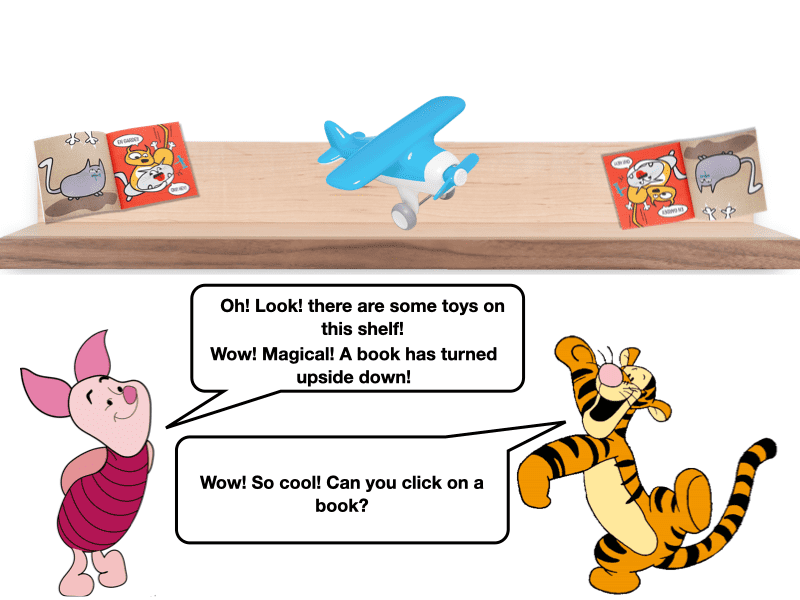 Oh! Look! there are some toys on
this shelf!
Wow! Magical! A book has turned
upside down!
Wow! So cool! Can you click on a
book?